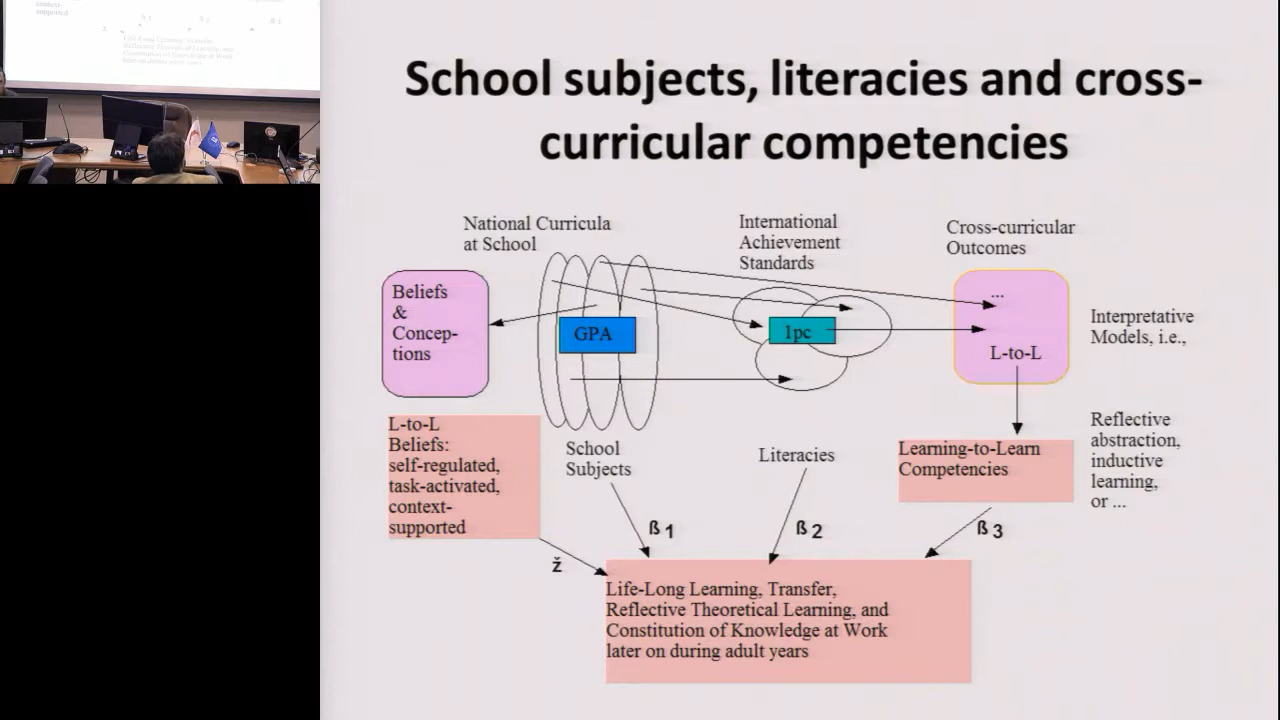 context-
supported
School subjects, literacies and cross-
curricular competencies
National Curricula
at School
International
Achievement
Standards
Cross-curricular
Outcomes
Beliefs
&
Concep-
tions
GPA
1pc
...
L-to-L
Interpretative
Models, i.e.,
L-to-L
Beliefs:
self-regulated,
task-activated,
context-
supported
School
Subjects
Literacies
Learning-to-Learn
Competencies
Reflective
abstraction,
inductive
learning,
or ...
ß 1
ß 2
ß 3
ž
Life-Long Learning, Transfer,
Reflective Theoretical Learning, and
Constitution of Knowledge at Work
later on during adult years